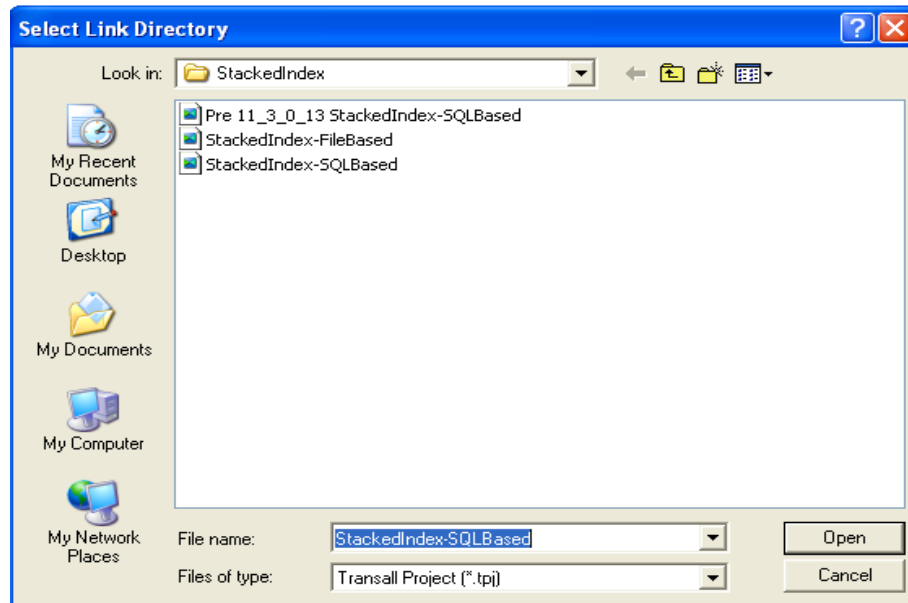 Select Link Directory
Look in: StackedIndex
Pre 11_3_0_13 StackedIndex-SQLBased
StackedIndex-FileBased
StackedIndex-SQLBased
My Recent
Documents
Desktop
My Documents
My Computer
My Network
Places
File name: StackedIndex-SQLBased Open
Files of type: Transall Project (*.tpj) Cancel